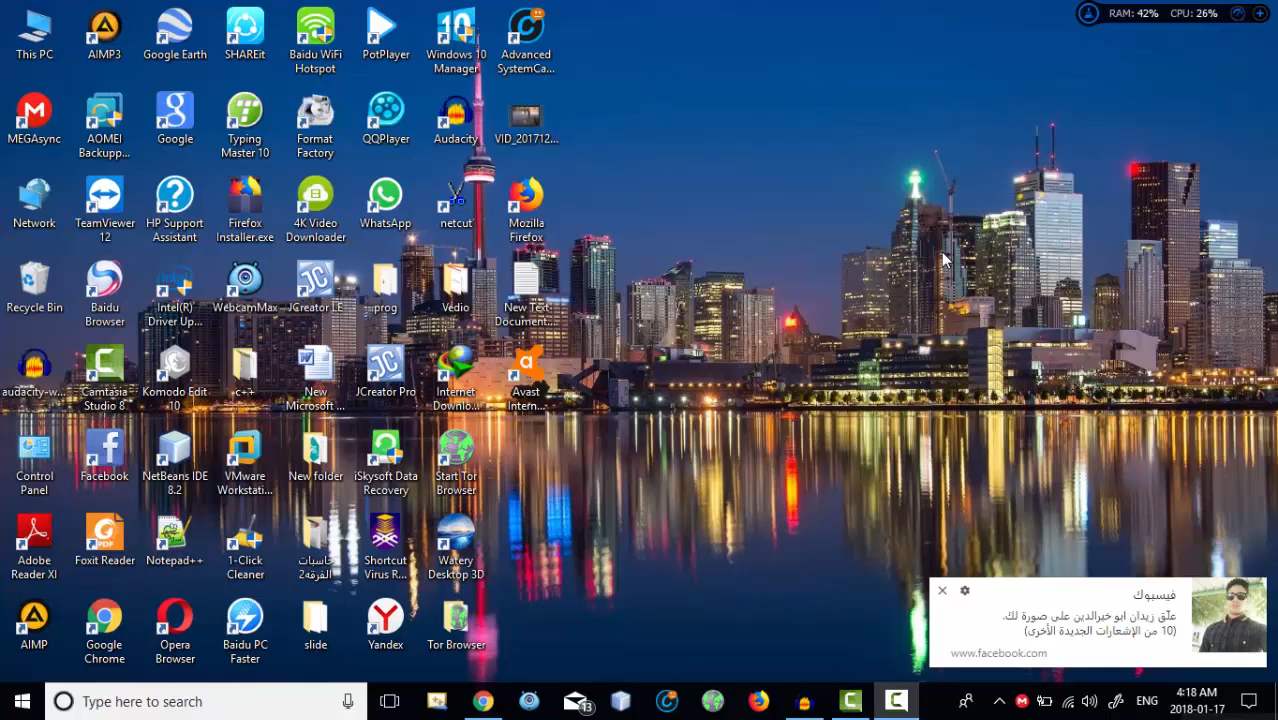 RAM: 42% CPU: 26%
This PC
AIMP3
Google Earth
SHAREit
Baidu WiFi
Hotspot
PotPlayer
Windows 10
Manager
Advanced
SystemCa...
MEGAsync
AOMEI
Backupp...
Google
Typing
Master 10
Format
Factory
QQPlayer
Audacity
VID_201712...
Network
TeamViewer
12
HP Support
Assistant
Firefox
Installer.exe
4K Video
Downloader
WhatsApp
netcut
Mozilla
Firefox
Recycle Bin
Baidu
Browser
Intel(R)
Driver Up...
WebcamMax
JCreator LE
prog
Vedio
New Text
Document...
audacity-w...
Camtasia
Studio 8
Komodo Edit
10
c++
New
Microsoft ...
JCreator Pro
Internet
Downlo...
Avast
Intern...
Control
Panel
Facebook
NetBeans IDE
8.2
VMware
Workstati...
New folder
iSkysoft Data
Recovery
Start Tor
Browser
Adobe
Reader XI
Foxit Reader
Notepad++
1-Click
Cleaner
حاسبات
الفرقة2
Shortcut
Virus R...
Watery
Desktop 3D
AIMP
Google
Chrome
Opera
Browser
Baidu PC
Faster
slide
Yandex
Tor Browser
فيسبوك
علّق زيدان ابو خيرالدين على صورة لك.
(10 من الإشعارات الجديدة الأخرى)
www.facebook.com
Type here to search
13
ENG
4:18 AM
2018-01-17